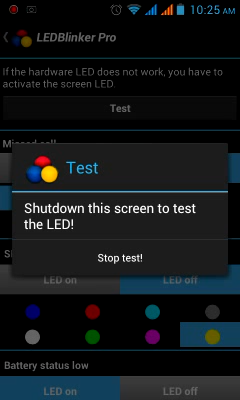 10:25 AM
LEDBlinker Pro
If the hardware LED does not work, you have to
activate the screen LED.
Test
Missed call
Test
Shutdown this screen to test
the LED!
Stop test!
LED on
LED off
Battery status low
LED on
LED off